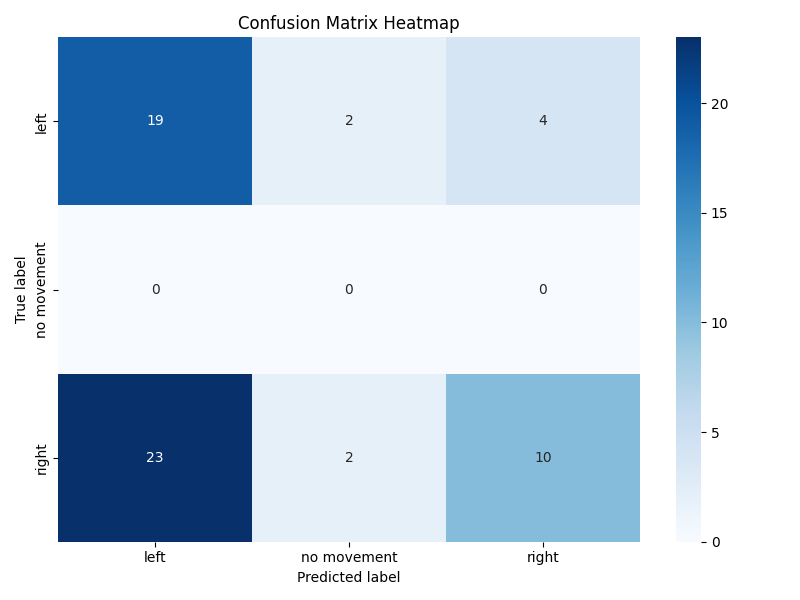 Confusion Matrix Heatmap
True label
left
19
2
4
20
15
no movement
0
0
0
10
5
right
23
2
10
0
left
no movement
right
Predicted label